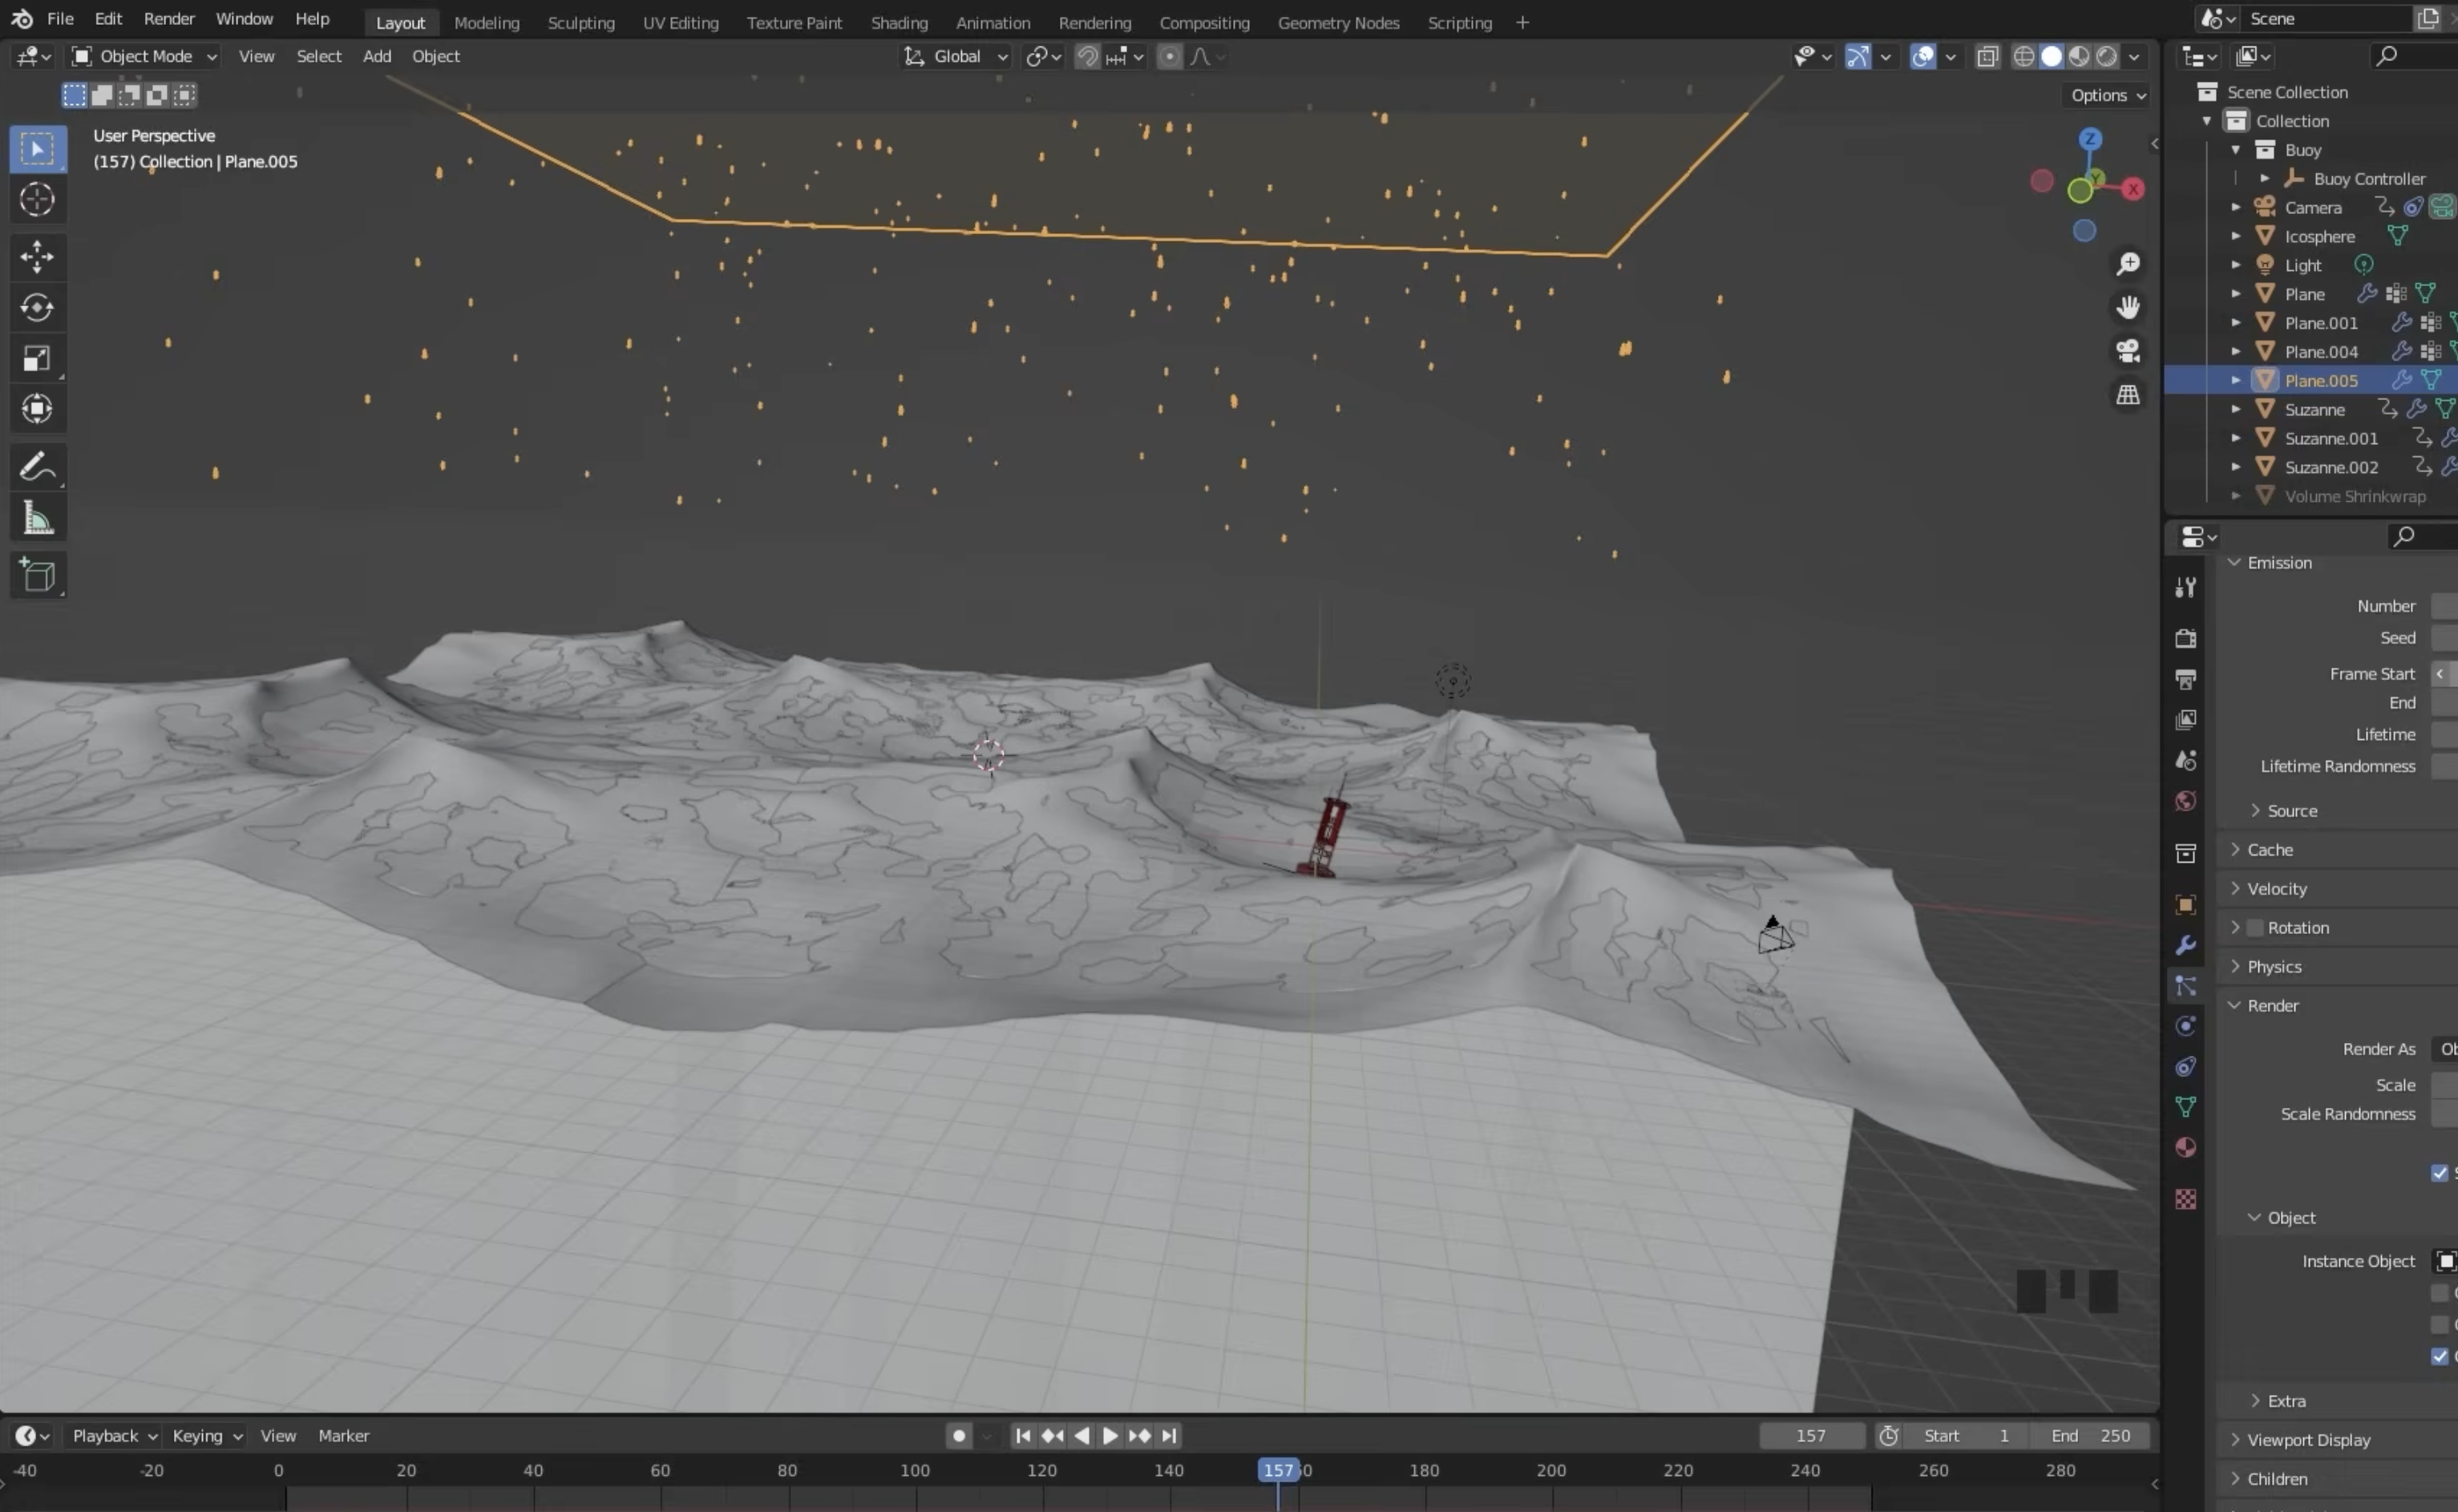 File Edit Render Window Help
Layout Modeling Sculpting UV Editing Texture Paint Shading Animation Rendering Compositing Geometry Nodes Scripting +
Scene
Object Mode View Select Add Object
Global
Options
User Perspective
(157) Collection | Plane.005
Z
Y
X
Scene Collection
Collection
Buoy
Buoy Controller
Camera
Icosphere
Light
Plane
Plane.001
Plane.004
Plane.005
Suzanne
Suzanne.001
Suzanne.002
Volume Shrinkwrap
Emission
Number
Seed
Frame Start
End
Lifetime
Lifetime Randomness
Source
Cache
Velocity
Rotation
Physics
Render
Render As
Scale
Scale Randomness
Object
Instance Object
Extra
Viewport Display
Children
Playback Keying View Marker
157
Start 1
End 250
-40 -20 0 20 40 60 80 100 120 140 157 180 200 220 240 260 280